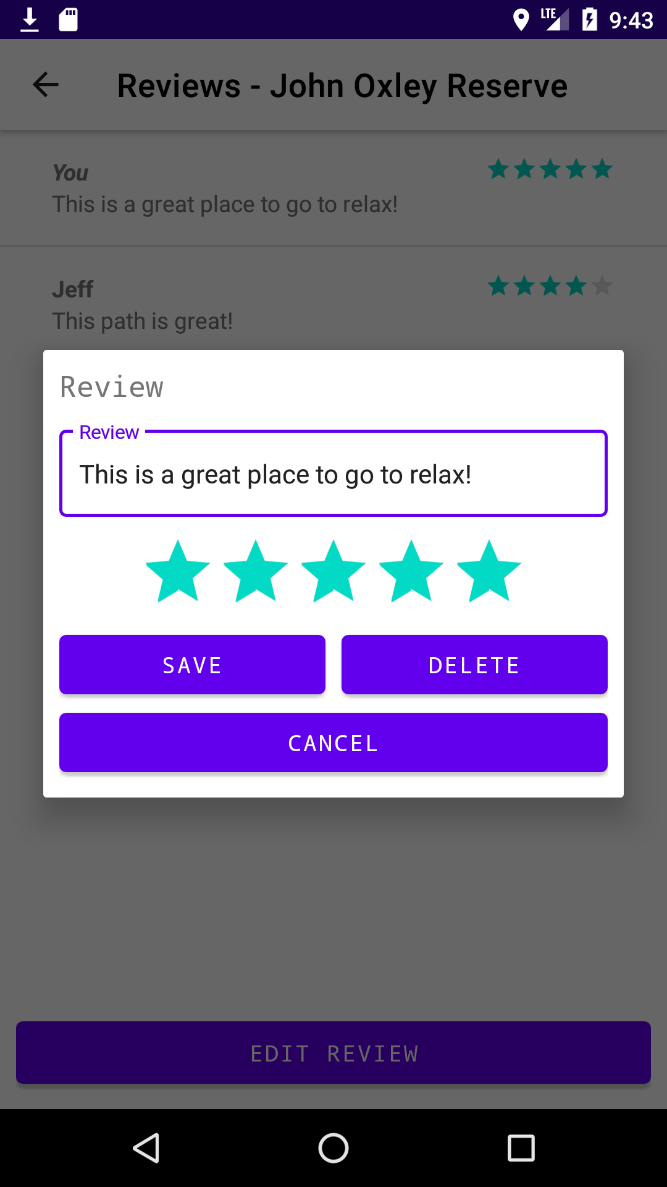 LTE 9:43
Reviews - John Oxley Reserve
You
This is a great place to go to relax!
Jeff
This path is great!
Review
Review
This is a great place to go to relax!
SAVE DELETE
CANCEL
EDIT REVIEW